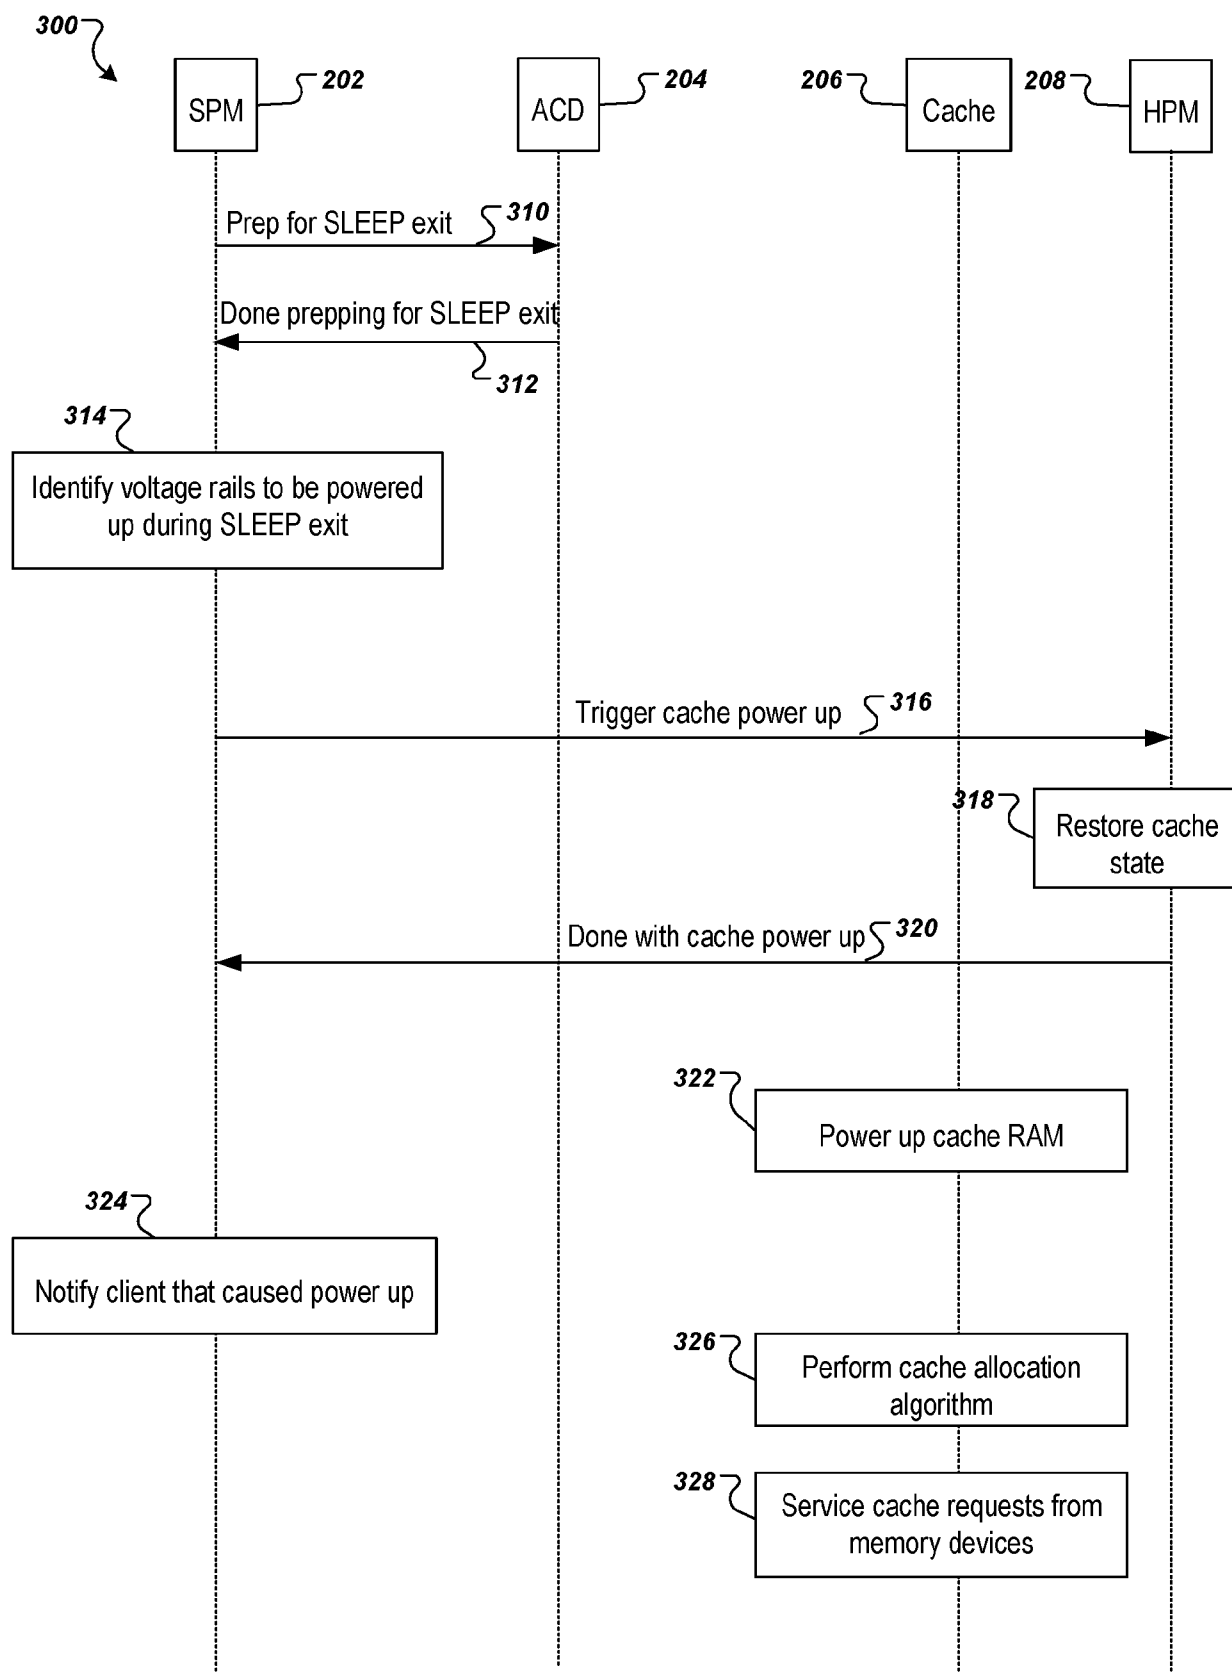 300
SPM
202
ACD
204
206
Cache
208
HPM
Prep for SLEEP exit
310
Done prepping for SLEEP exit
312
314
Identify voltage rails to be powered
up during SLEEP exit
Trigger cache power up
316
318
Restore cache
state
Done with cache power up
320
322
Power up cache RAM
324
Notify client that caused power up
326
Perform cache allocation
algorithm
328
Service cache requests from
memory devices